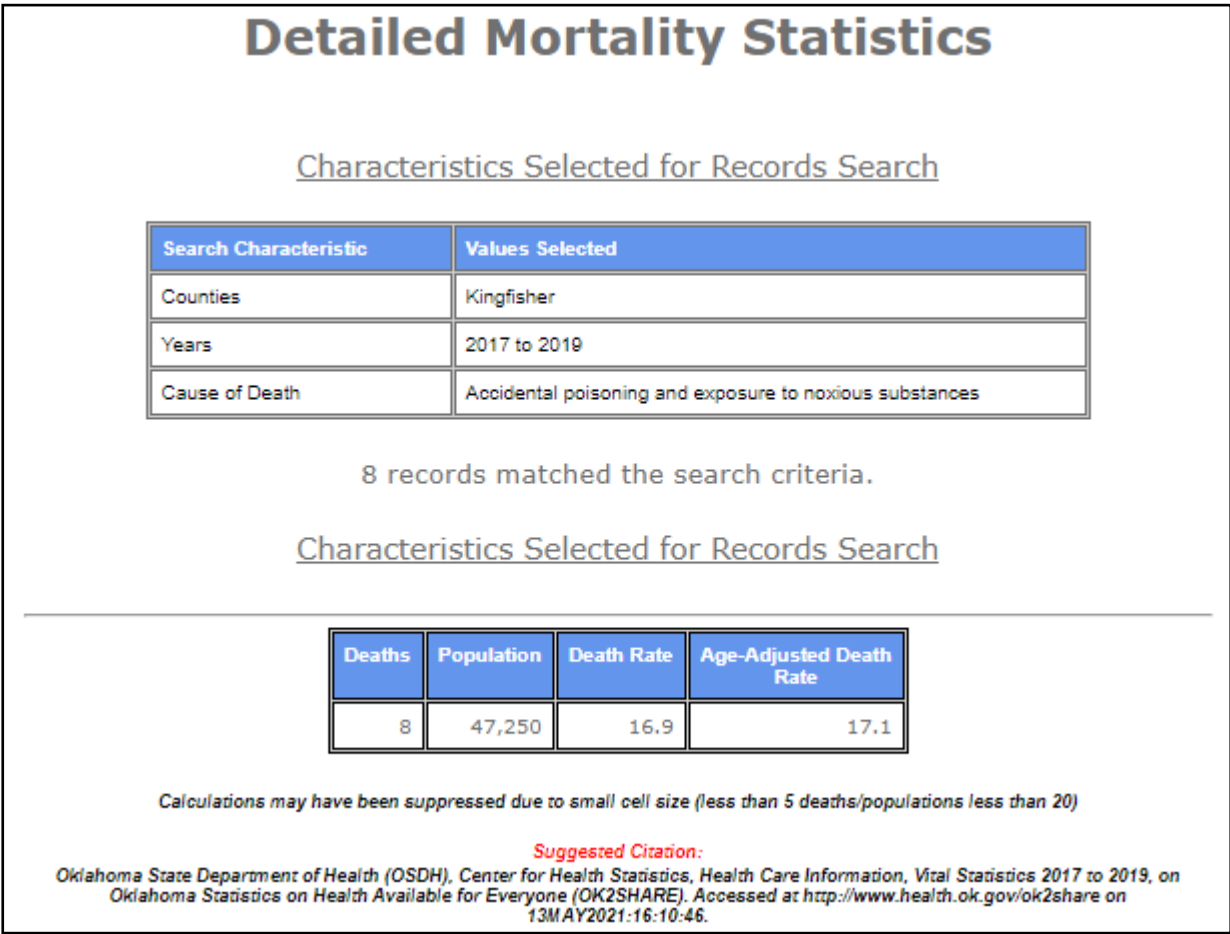 Detailed Mortality Statistics
Characteristics Selected for Records Search
Search Characteristic Values Selected
Counties Kingfisher
Years 2017 to 2019
Cause of Death Accidental poisoning and exposure to noxious substances
8 records matched the search criteria.
Characteristics Selected for Records Search
Deaths Population Death Rate Age-Adjusted Death
Rate
8 47,250 16.9 17.1
Calculations may have been suppressed due to small cell size (less than 5 deaths/populations less than 20)
Suggested Citation:
Oklahoma State Department of Health (OSDH), Center for Health Statistics, Health Care Information, Vital Statistics 2017 to 2019, on
Oklahoma Statistics on Health Available for Everyone (OK2SHARE). Accessed at http://www.health.ok.gov/ok2share on
13MAY2021:16:10:46.